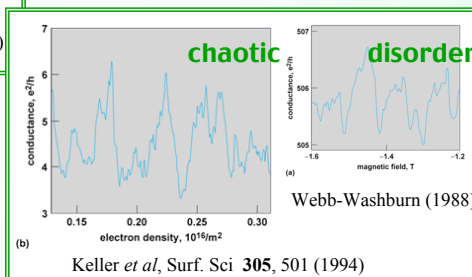 )
chaotic
disorder
conductance, e²/h
7
6
5
4
3
0.15
0.20
0.25
0.30
electron density, 10¹⁶/m²
(b)
conductance, e²/h
507
506
505
–1.6
–1.4
–1.2
magnetic field, T
(a)
Webb-Washburn (1988)
Keller et al, Surf. Sci 305, 501 (1994)